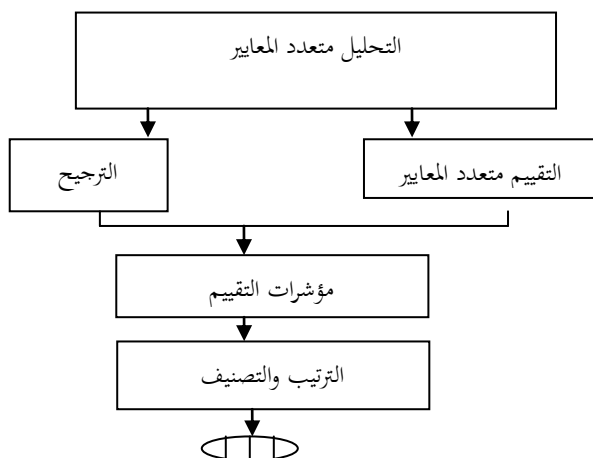 التحليل متعدد المعايير
التقييم متعدد المعايير
الترجيح
مؤشرات التقييم
الترتيب والتصنيف